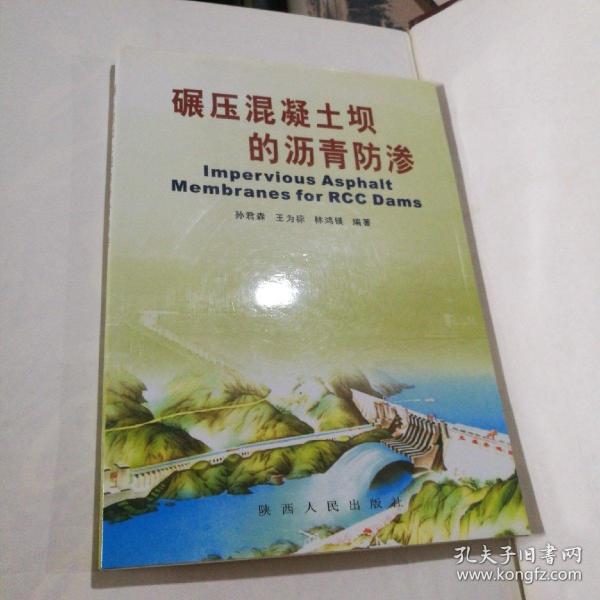 碾压混凝土坝
的沥青防渗
Impervious Asphalt
Membranes for RCC Dams
孙君森 王为标 林鸿镁 编著
陕西人民出版社
孔夫子旧书网
www.kongfz.com